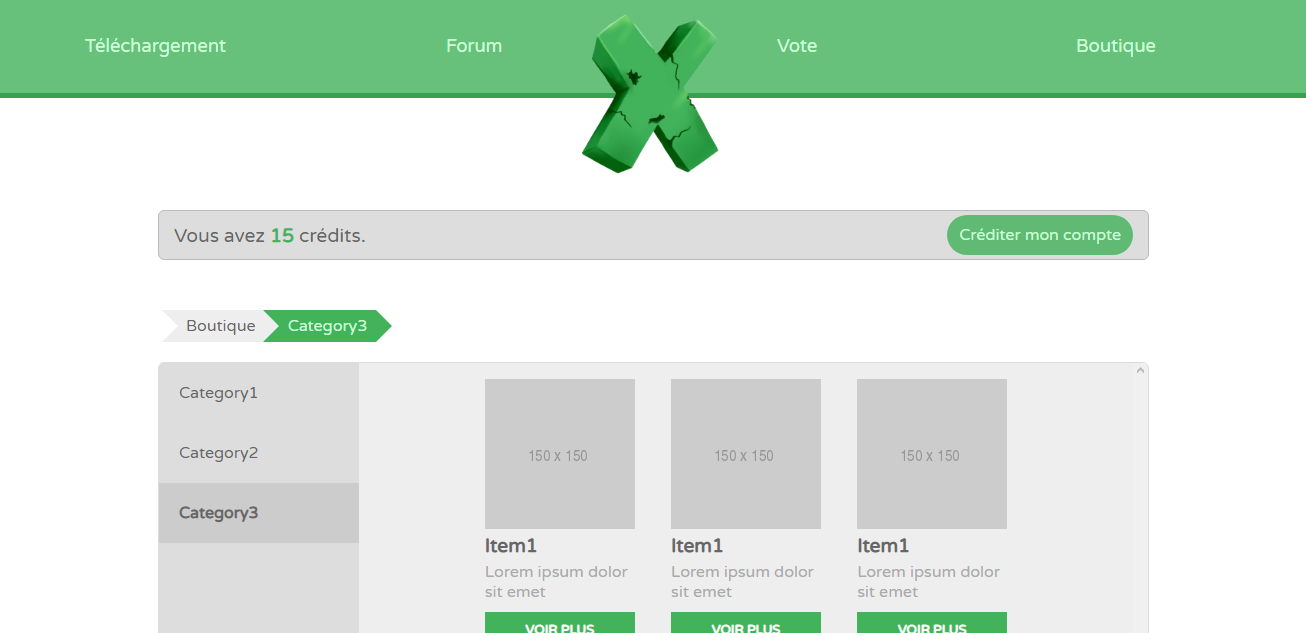 Téléchargement Forum Vote Boutique
Vous avez 15 crédits. Créditer mon compte
Boutique Category3
Category1
Category2
Category3
150 x 150 150 x 150 150 x 150
Item1 Item1 Item1
Lorem ipsum dolor Lorem ipsum dolor Lorem ipsum dolor
sit emet sit emet sit emet
VOIR PLUS VOIR PLUS VOIR PLUS